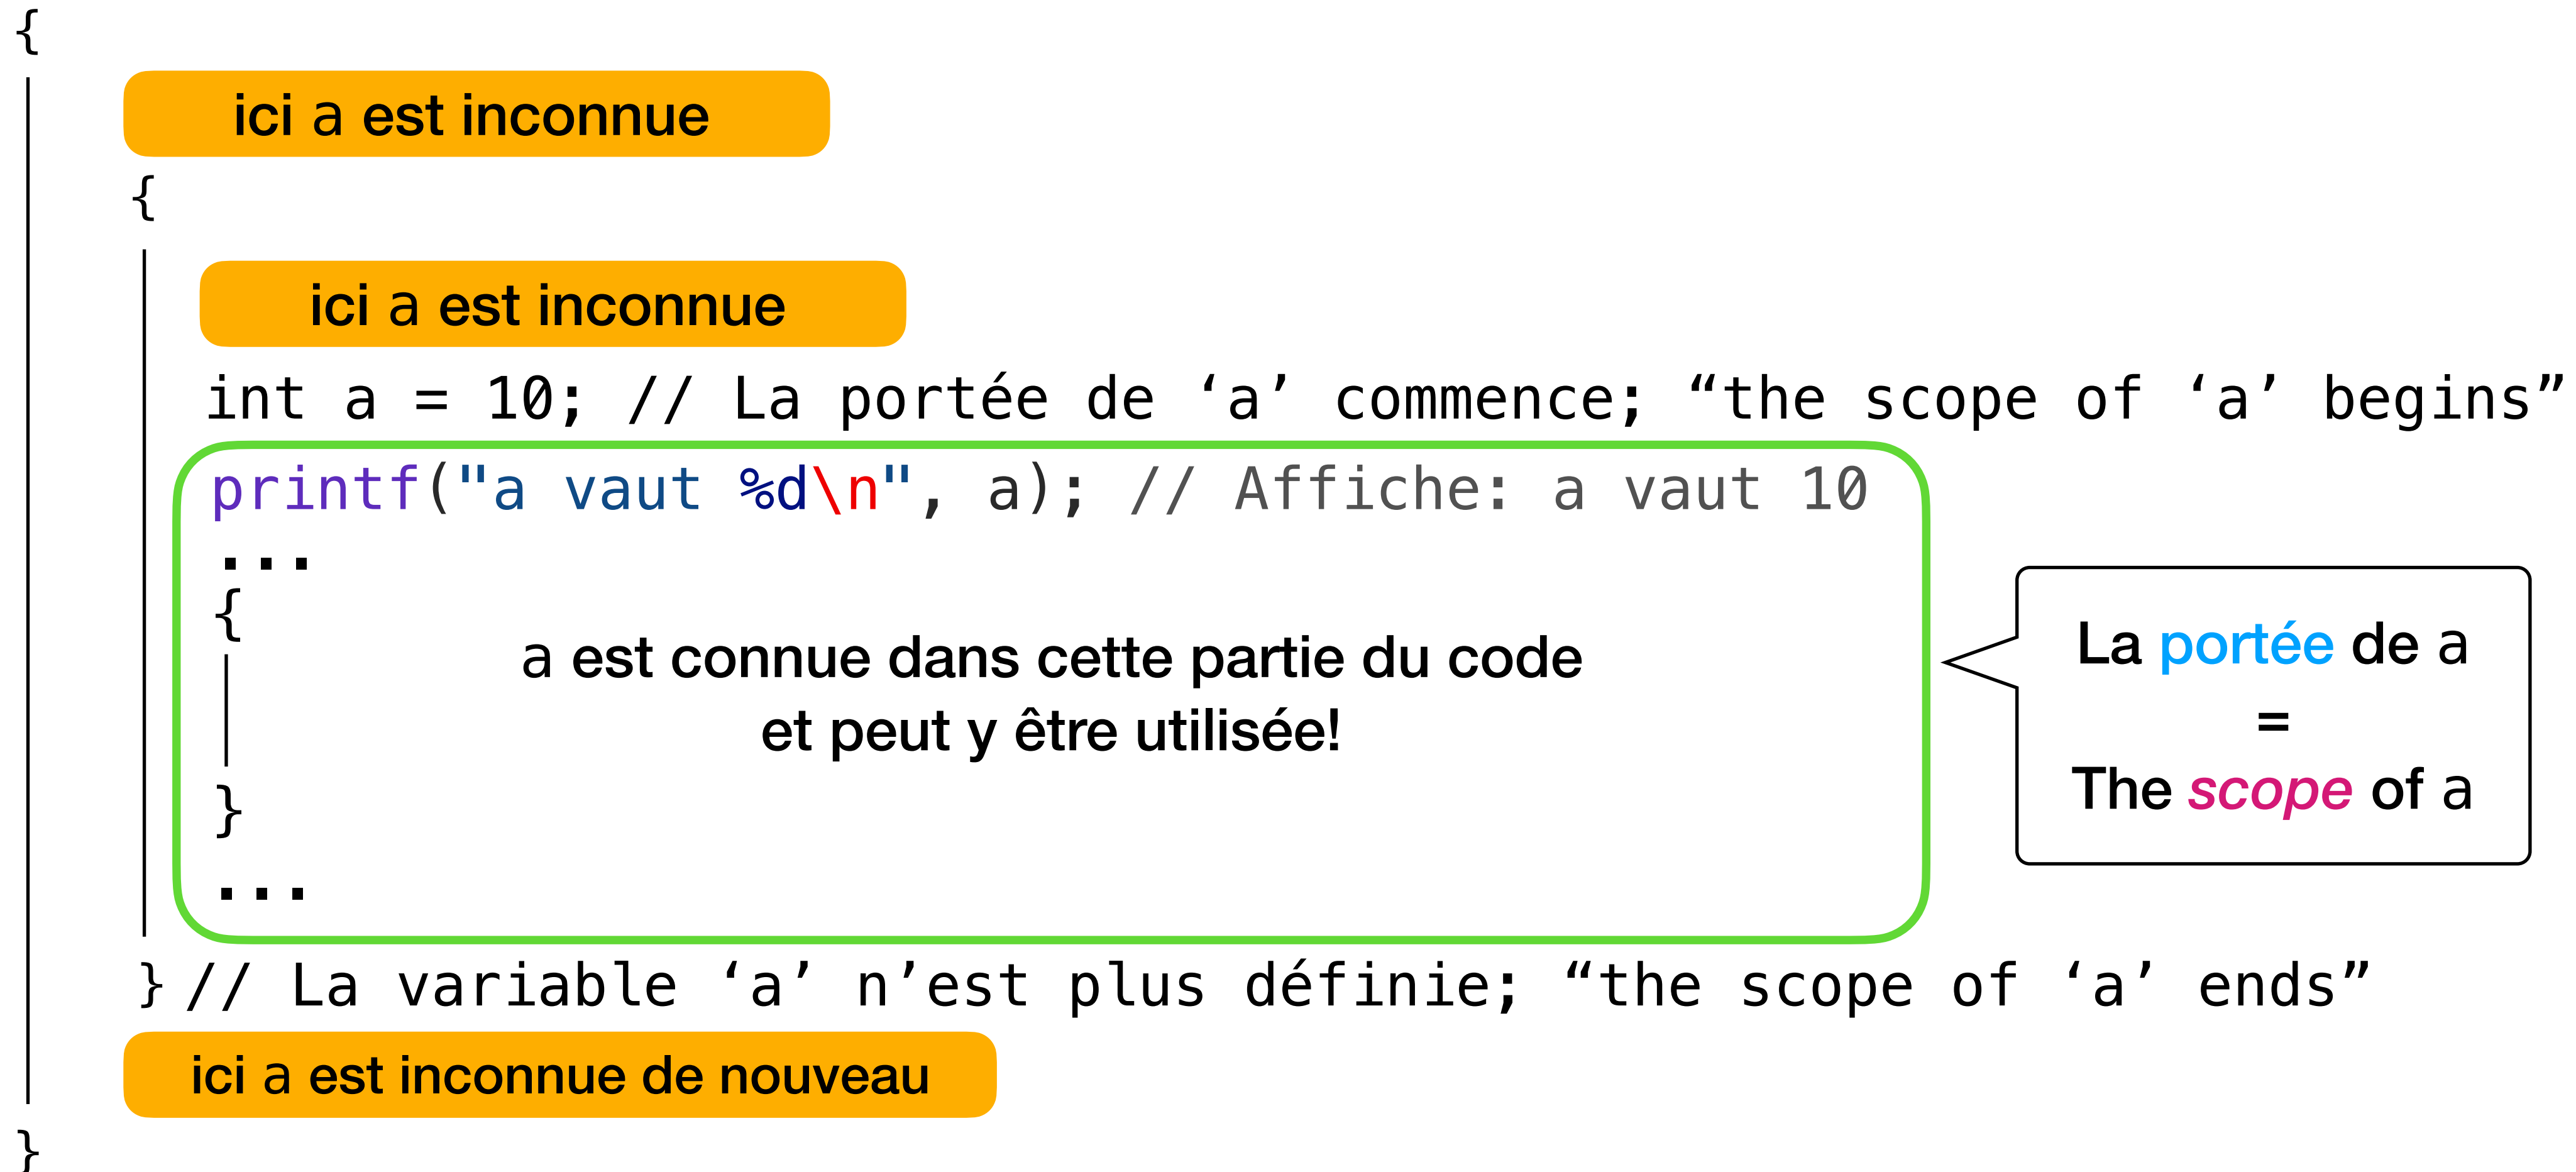 {
ici a est inconnue
{
ici a est inconnue
int a = 10; // La portée de ‘a’ commence; “the scope of ‘a’ begins”
printf("a vaut %d\n", a); // Affiche: a vaut 10
...
{
a est connue dans cette partie du code
et peut y être utilisée!
}
...
La portée de a
=
The scope of a
} // La variable ‘a’ n’est plus définie; “the scope of ‘a’ ends”
ici a est inconnue de nouveau
}